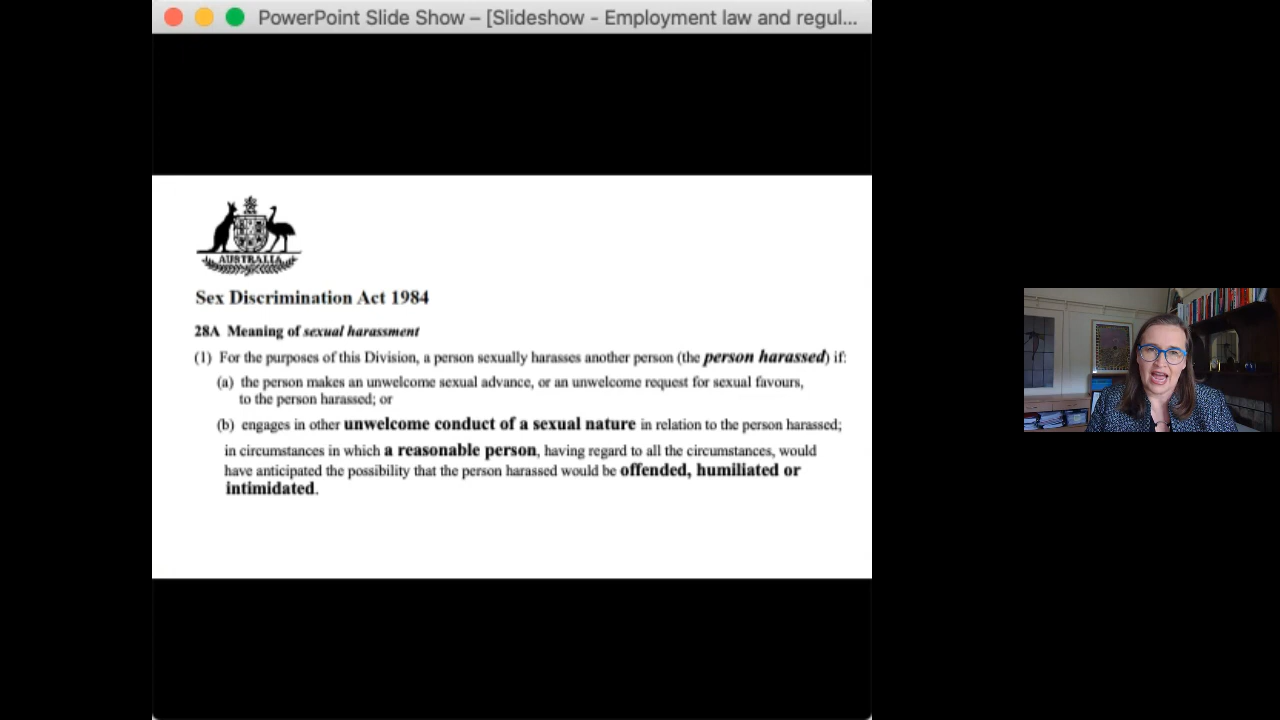 PowerPoint Slide Show – [Slideshow - Employment law and regul...
AUSTRALIA
Sex Discrimination Act 1984
28A Meaning of sexual harassment
(1) For the purposes of this Division, a person sexually harasses another person (the person harassed) if:
(a) the person makes an unwelcome sexual advance, or an unwelcome request for sexual favours,
to the person harassed; or
(b) engages in other unwelcome conduct of a sexual nature in relation to the person harassed;
in circumstances in which a reasonable person, having regard to all the circumstances, would
have anticipated the possibility that the person harassed would be offended, humiliated or
intimidated.